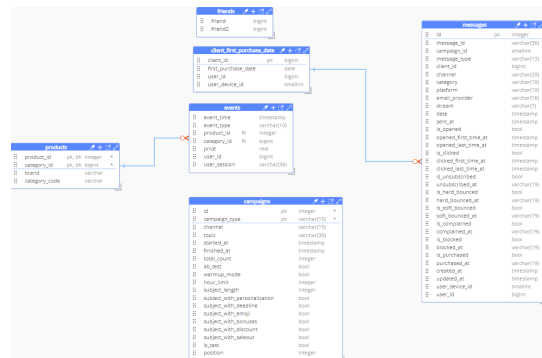 friends
friend bigint
friend2 bigint
client_first_purchase_date
client_id pk bigint
first_purchase_date date
user_id bigint
user_device_id smallint
events
event_time timestamp
event_type varchar(10)
product_id fk integer
category_id fk bigint
price real
user_id bigint
user_session varchar(36)
products
product_id pk, dk integer *
category_id pk, dk bigint *
brand varchar
category_code varchar
campaigns
id pk integer *
campaign_type pk varchar(15) *
channel varchar(15)
topic varchar(30)
started_at timestamp
finished_at timestamp
total_count integer
ab_test bool
warmup_mode bool
hour_limit integer
subject_length integer
subject_with_personalization bool
subject_with_deadline bool
subject_with_emoji bool
subject_with_bonuses bool
subject_with_discount bool
subject_with_saleout bool
is_test bool
position integer
messages
id pk integer
message_id varchar(36)
campaign_id smallint
message_type varchar(13)
client_id bigint
channel varchar(20)
category varchar(10)
platform varchar(10)
email_provider varchar(16)
stream varchar(7)
date timestamp
sent_at timestamp
is_opened bool
opened_first_time_at timestamp
opened_last_time_at timestamp
is_clicked bool
clicked_first_time_at timestamp
clicked_last_time_at timestamp
is_unsubscribed bool
unsubscribed_at varchar(19)
is_hard_bounced bool
hard_bounced_at varchar(19)
is_soft_bounced bool
soft_bounced_at varchar(19)
is_complained bool
complained_at varchar(19)
is_blocked bool
blocked_at varchar(19)
is_purchased bool
purchased_at varchar(19)
created_at timestamp
updated_at timestamp
user_device_id smallint
user_id bigint